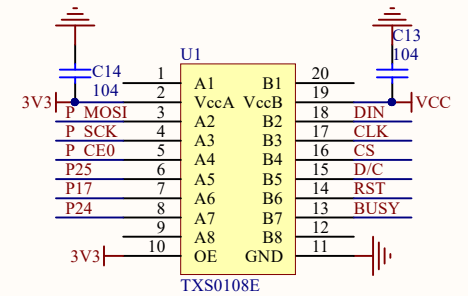 C13
104
U1
C14
104
1 A1 B1 20
3V3 2 VccA VccB 19 VCC
P_MOSI 3 A2 B2 18 DIN
P_SCK 4 A3 B3 17 CLK
P_CE0 5 A4 B4 16 CS
P25 6 A5 B5 15 D/C
P17 7 A6 B6 14 RST
P24 8 A7 B7 13 BUSY
9 A8 B8 12
3V3 10 OE GND 11
TXS0108E